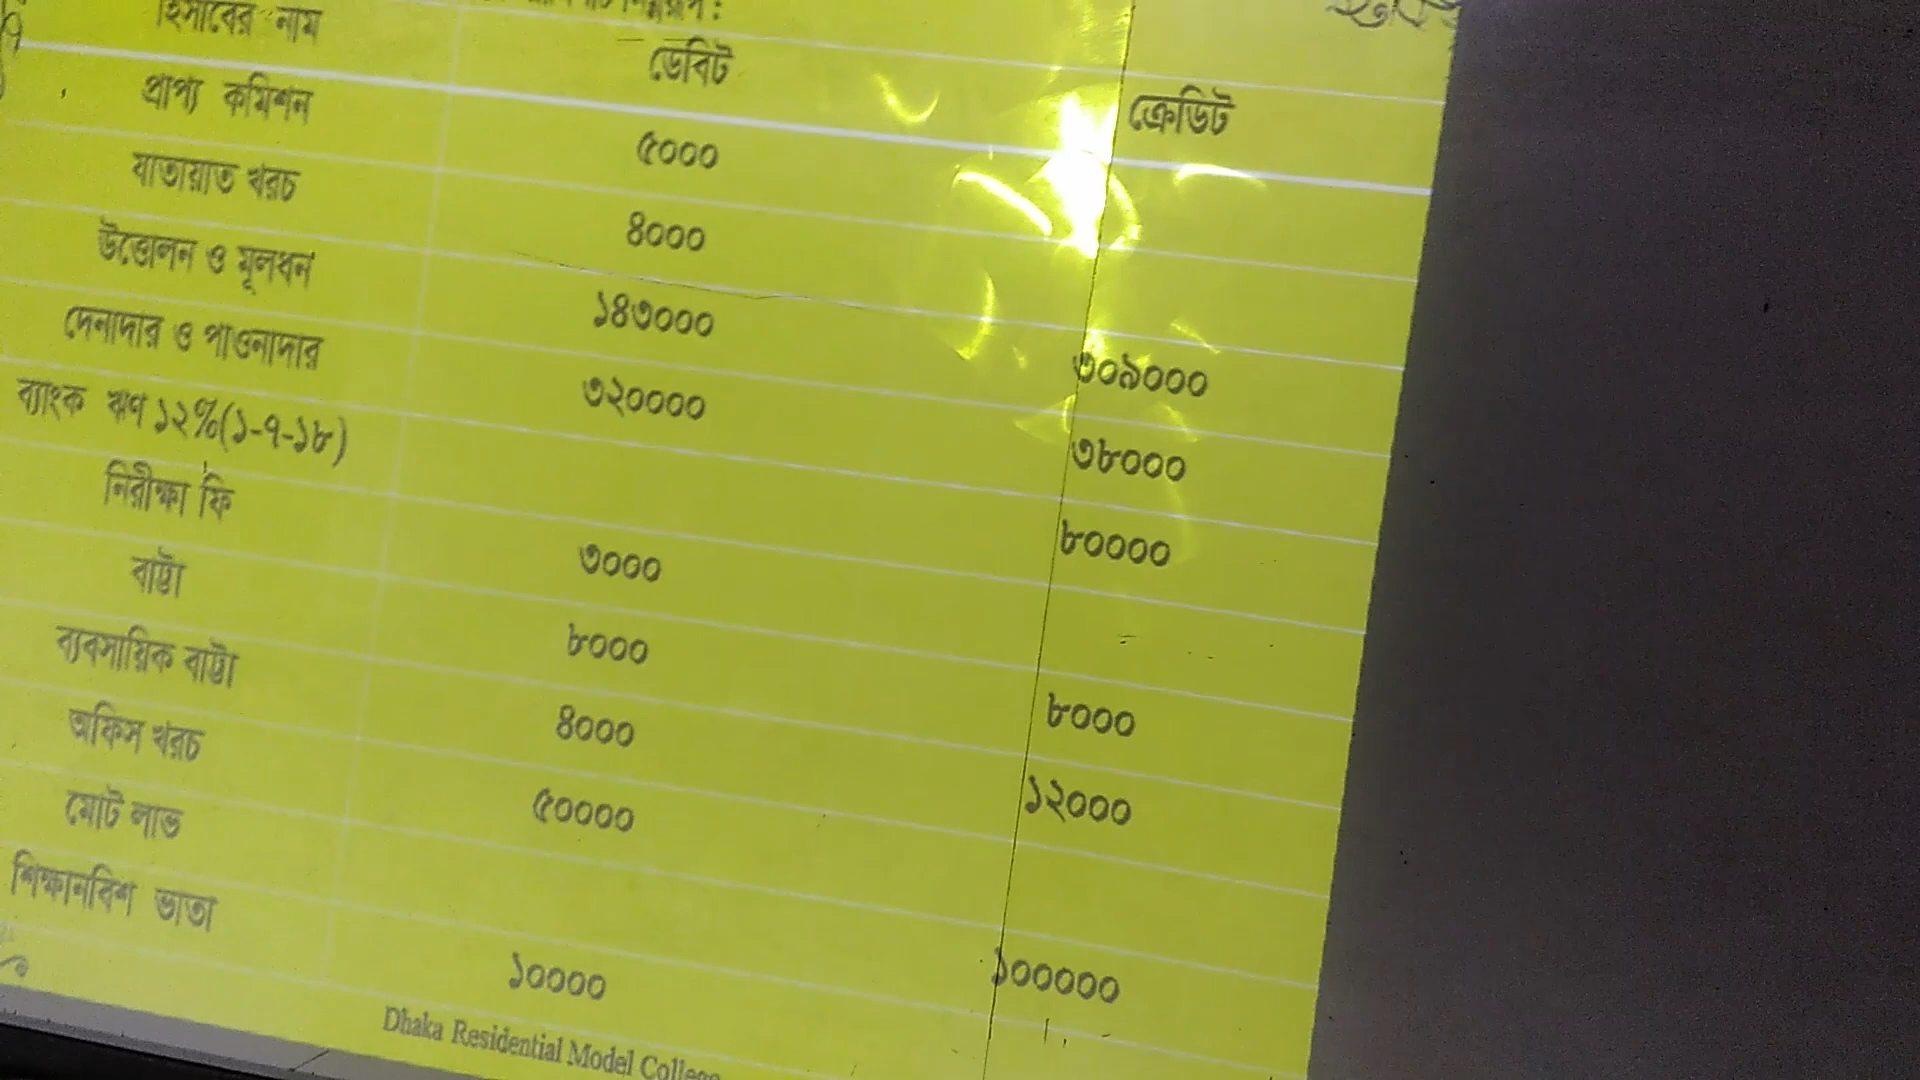 হিসাবের নাম ডেবিট ক্রেডিট
প্রাপ্য কমিশন ৫০০০
যাতায়াত খরচ ৪০০০
উত্তোলন ও মূলধন ১৪৩০০০ ৩০৯০০০
দেনাদার ও পাওনাদার ৩২০০০০ ৩৮০০০
ব্যাংক ঋণ ১২%(১-৭-১৮) ৮০০০০
নিরীক্ষা ফি ৩০০০
বাট্টা ৮০০০ ৮০০০
ব্যবসায়িক বাট্টা ৪০০০ ১২০০০
অফিস খরচ ৫০০০০
মোট লাভ ১০০০০০
শিক্ষানবিশ ভাতা ১০০০০
Dhaka Residential Model College